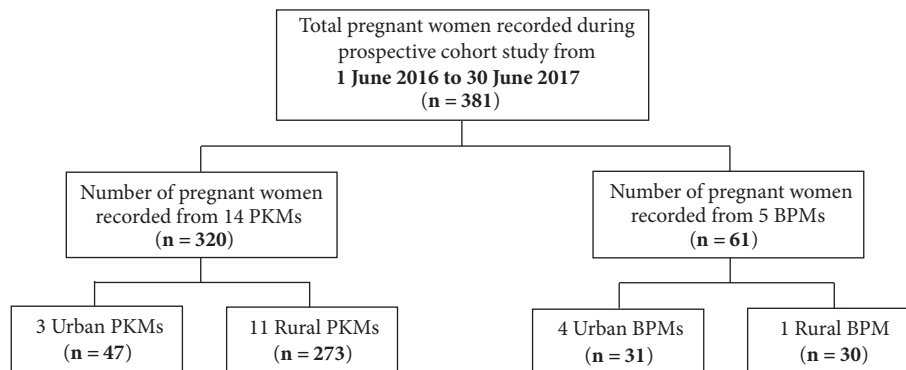 Total pregnant women recorded during
prospective cohort study from
1 June 2016 to 30 June 2017
(n = 381)
Number of pregnant women
recorded from 14 PKMs
(n = 320)
Number of pregnant women
recorded from 5 BPMs
(n = 61)
3 Urban PKMs
(n = 47)
11 Rural PKMs
(n = 273)
4 Urban BPMs
(n = 31)
1 Rural BPM
(n = 30)